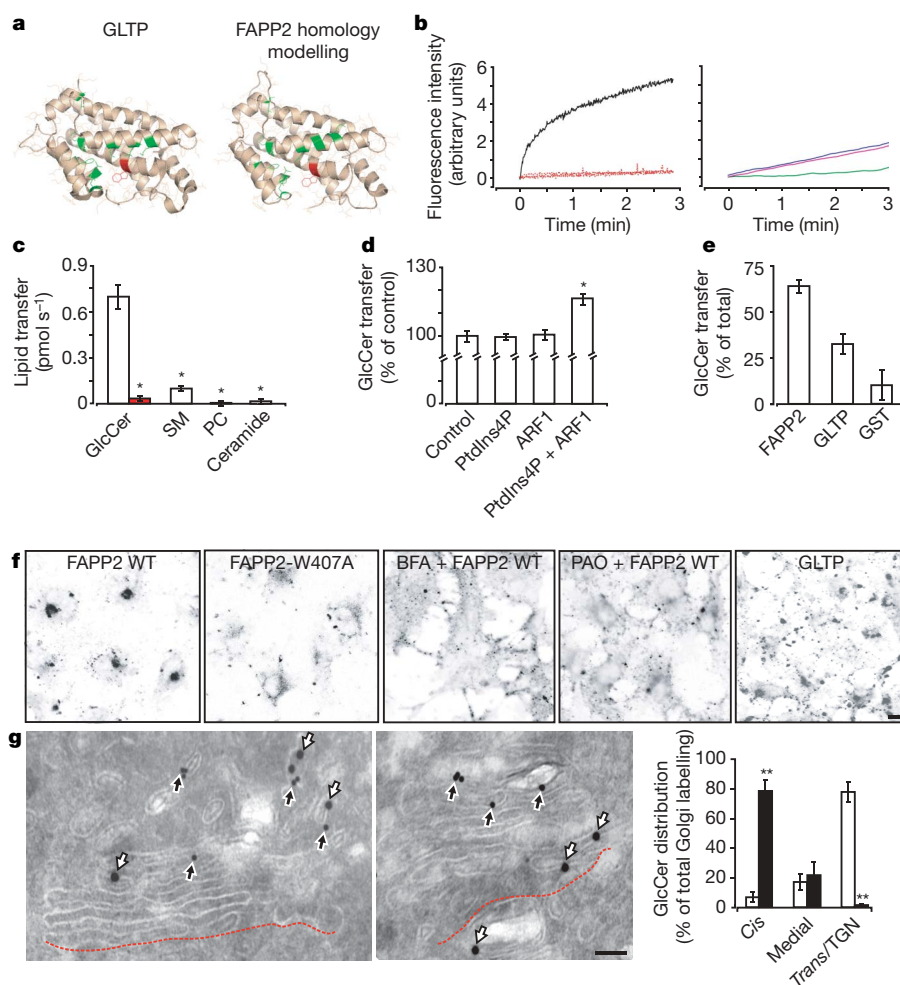 a
GLTP
FAPP2 homology
modelling
b
Fluorescence intensity
(arbitrary units)
6
4
2
0
0 1 2 3
Time (min)
0 1 2 3
Time (min)
c
Lipid transfer
(pmol s−1)
0.9
0.6
0.3
0
GlcCer
SM
PC
Ceramide
* * * *
d
GlcCer transfer
(% of control)
130
100
0
Control
PtdIns4P
ARF1
PtdIns4P + ARF1
*
e
GlcCer transfer
(% of total)
75
50
25
0
FAPP2
GLTP
GST
f
FAPP2 WT
FAPP2-W407A
BFA + FAPP2 WT
PAO + FAPP2 WT
GLTP
g
GlcCer distribution
(% of total Golgi labelling)
100
80
60
40
20
0
**
**
Cis
Medial
Trans/TGN